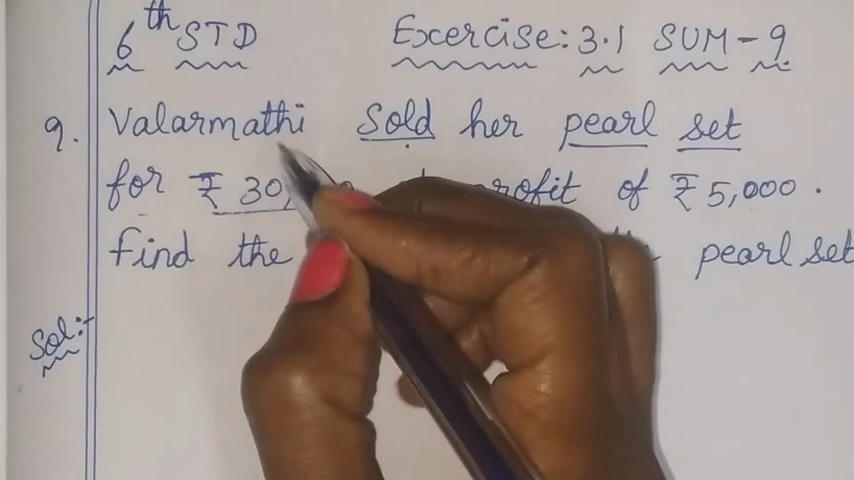 6th STD Exercise: 3.1 SUM-9
9. Valarmathi Sold her pearl set
for ₹ 30, profit of ₹ 5,000.
find the pearl set
Sol:-